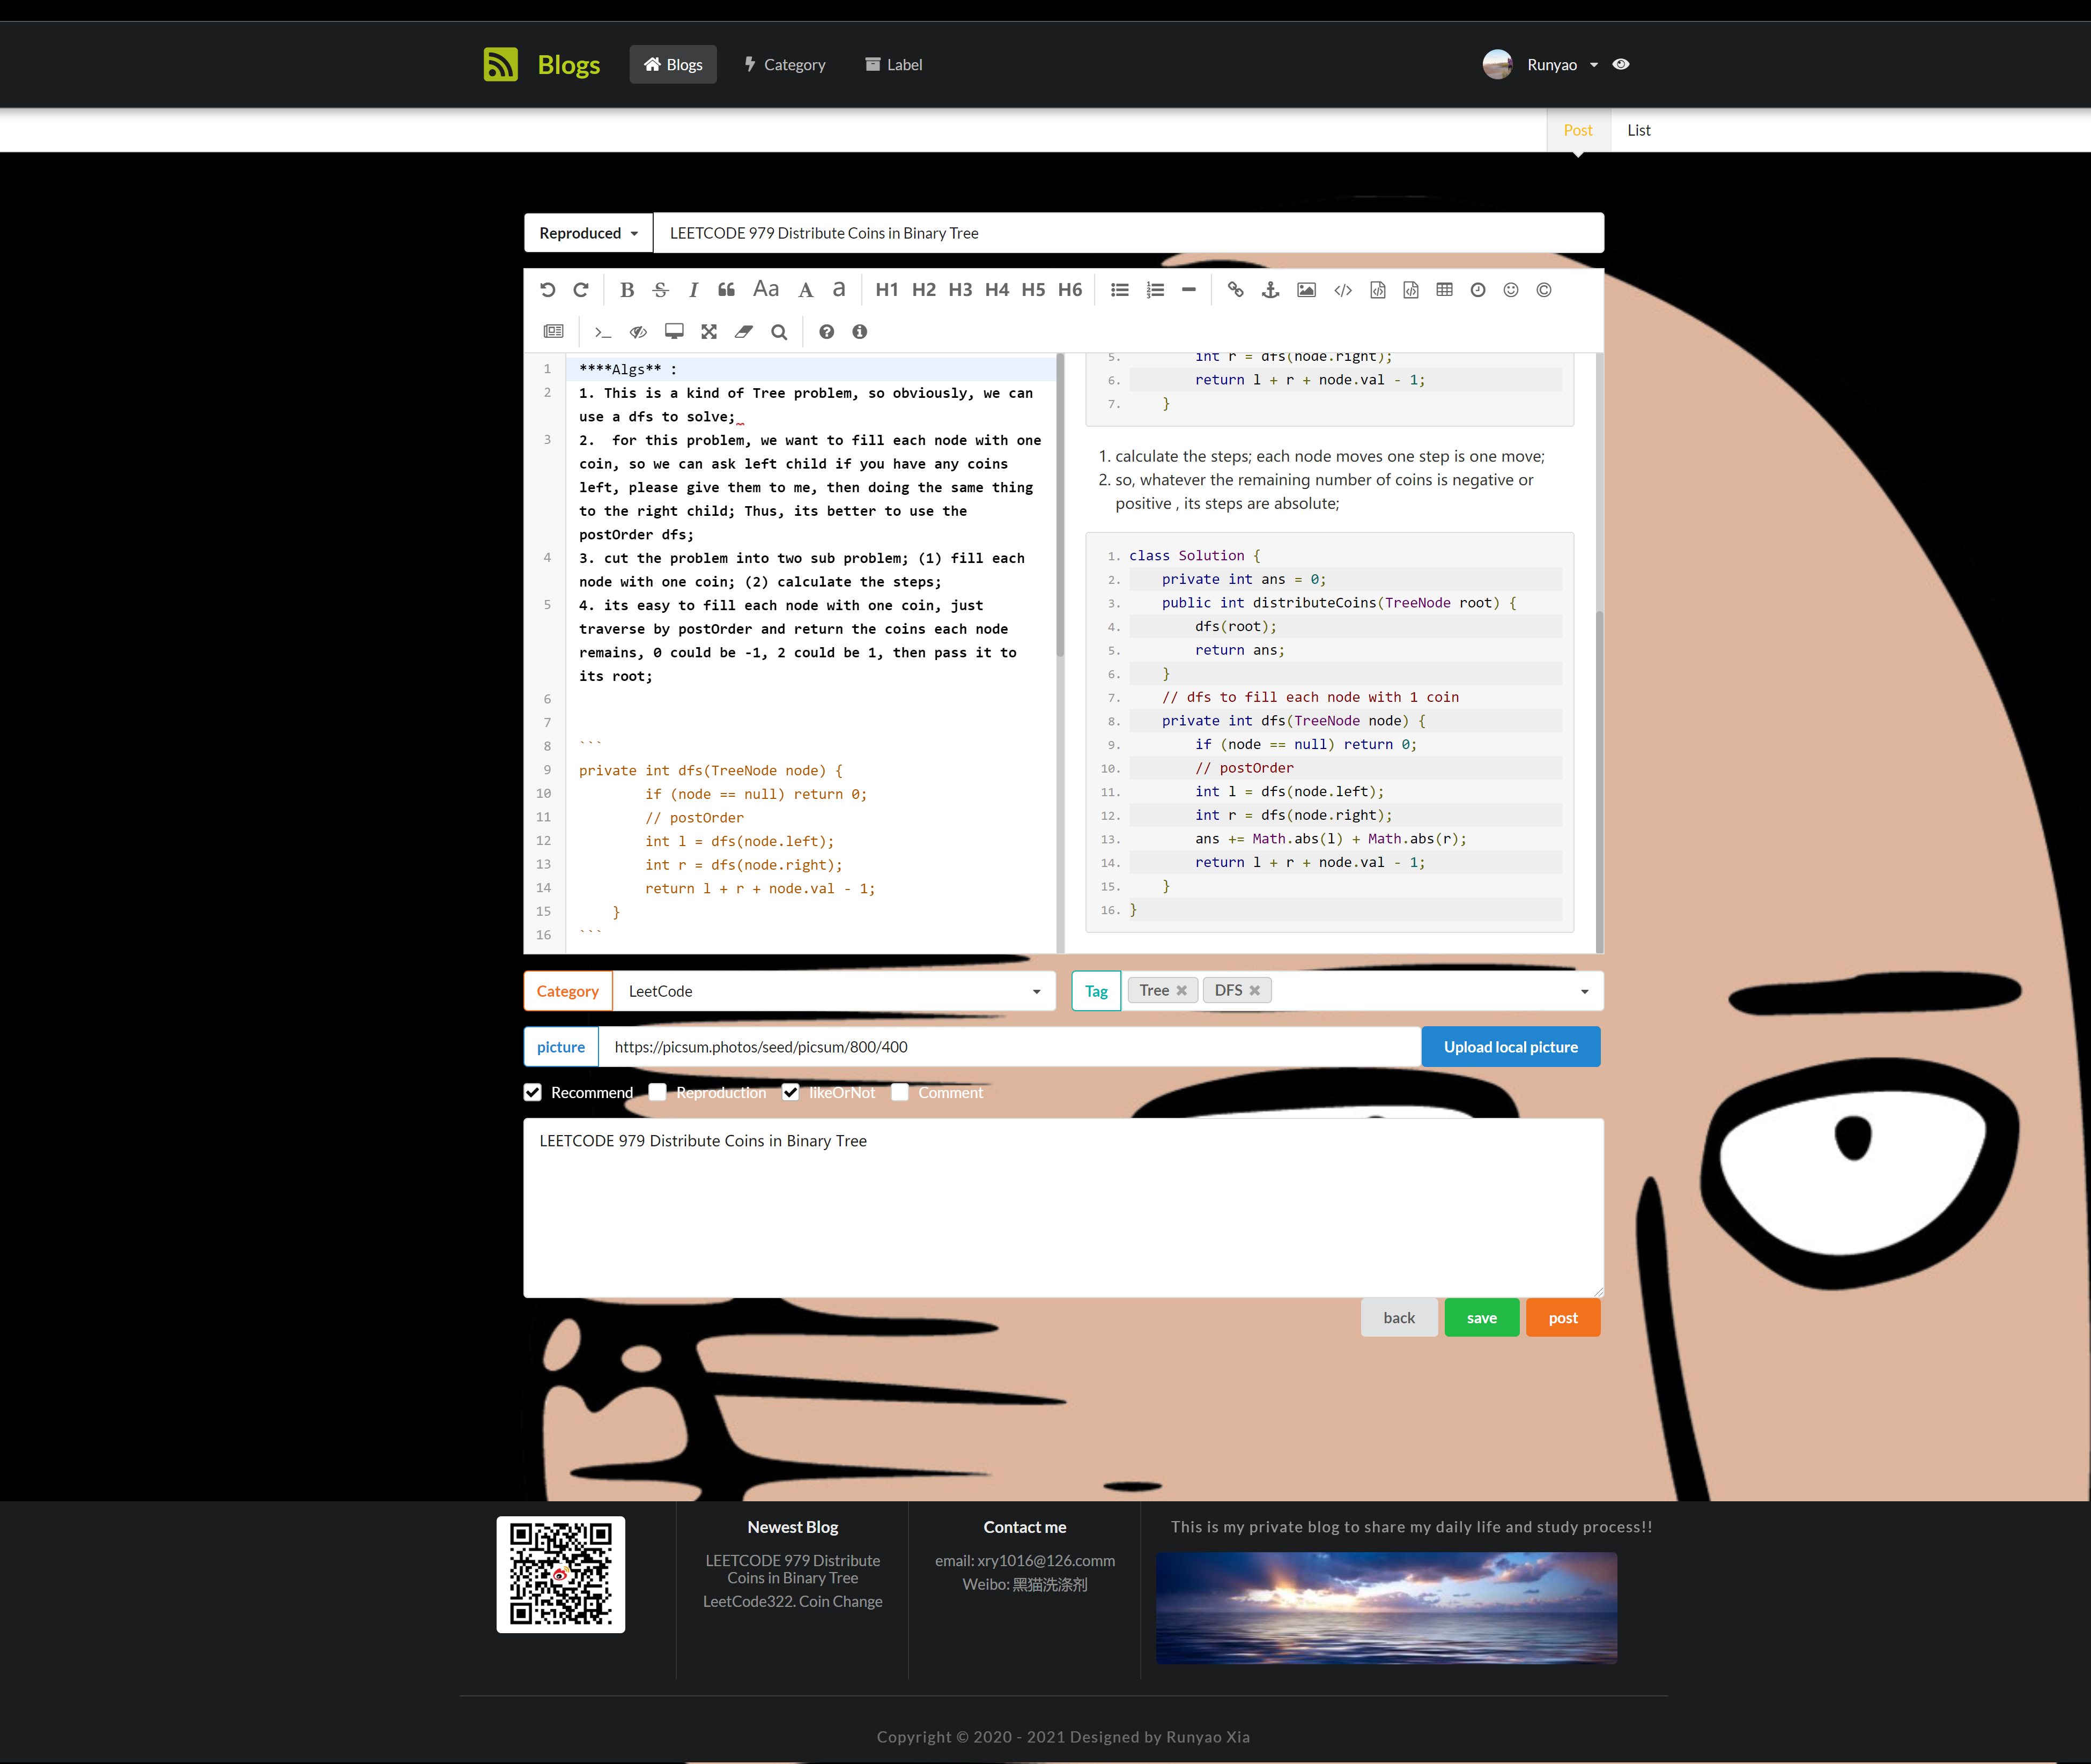 Blogs
Blogs
Category
Label
Runyao
Post
List
Reproduced
LEETCODE 979 Distribute Coins in Binary Tree
B S I Aa A a H1 H2 H3 H4 H5 H6
1 ****Algs** :
2 1. This is a kind of Tree problem, so obviously, we can
use a dfs to solve;
3 2.  for this problem, we want to fill each node with one
coin, so we can ask left child if you have any coins
left, please give them to me, then doing the same thing
to the right child; Thus, its better to use the
postOrder dfs;
4 3. cut the problem into two sub problem; (1) fill each
node with one coin; (2) calculate the steps;
5 4. its easy to fill each node with one coin, just
traverse by postOrder and return the coins each node
remains, 0 could be -1, 2 could be 1, then pass it to
its root;
6
7
8 ```
9 private int dfs(TreeNode node) {
10         if (node == null) return 0;
11         // postOrder
12         int l = dfs(node.left);
13         int r = dfs(node.right);
14         return l + r + node.val - 1;
15     }
16 ```
5.         int r = dfs(node.right);
6.         return l + r + node.val - 1;
7.     }
1. calculate the steps; each node moves one step is one move;
2. so, whatever the remaining number of coins is negative or
positive , its steps are absolute;
1. class Solution {
2.     private int ans = 0;
3.     public int distributeCoins(TreeNode root) {
4.         dfs(root);
5.         return ans;
6.     }
7.     // dfs to fill each node with 1 coin
8.     private int dfs(TreeNode node) {
9.         if (node == null) return 0;
10.         // postOrder
11.         int l = dfs(node.left);
12.         int r = dfs(node.right);
13.         ans += Math.abs(l) + Math.abs(r);
14.         return l + r + node.val - 1;
15.     }
16. }
Category
LeetCode
Tag
Tree
DFS
picture
https://picsum.photos/seed/picsum/800/400
Upload local picture
Recommend
Reproduction
likeOrNot
Comment
LEETCODE 979 Distribute Coins in Binary Tree
back
save
post
Newest Blog
LEETCODE 979 Distribute
Coins in Binary Tree
LeetCode322. Coin Change
Contact me
email: xry1016@126.comm
Weibo: 黑猫洗涤剂
This is my private blog to share my daily life and study process!!
Copyright © 2020 - 2021 Designed by Runyao Xia